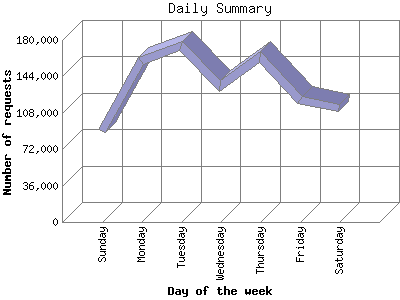 Daily Summary
180,000
144,000
108,000
72,000
36,000
0
Number of requests
Sunday
Monday
Tuesday
Wednesday
Thursday
Friday
Saturday
Day of the week